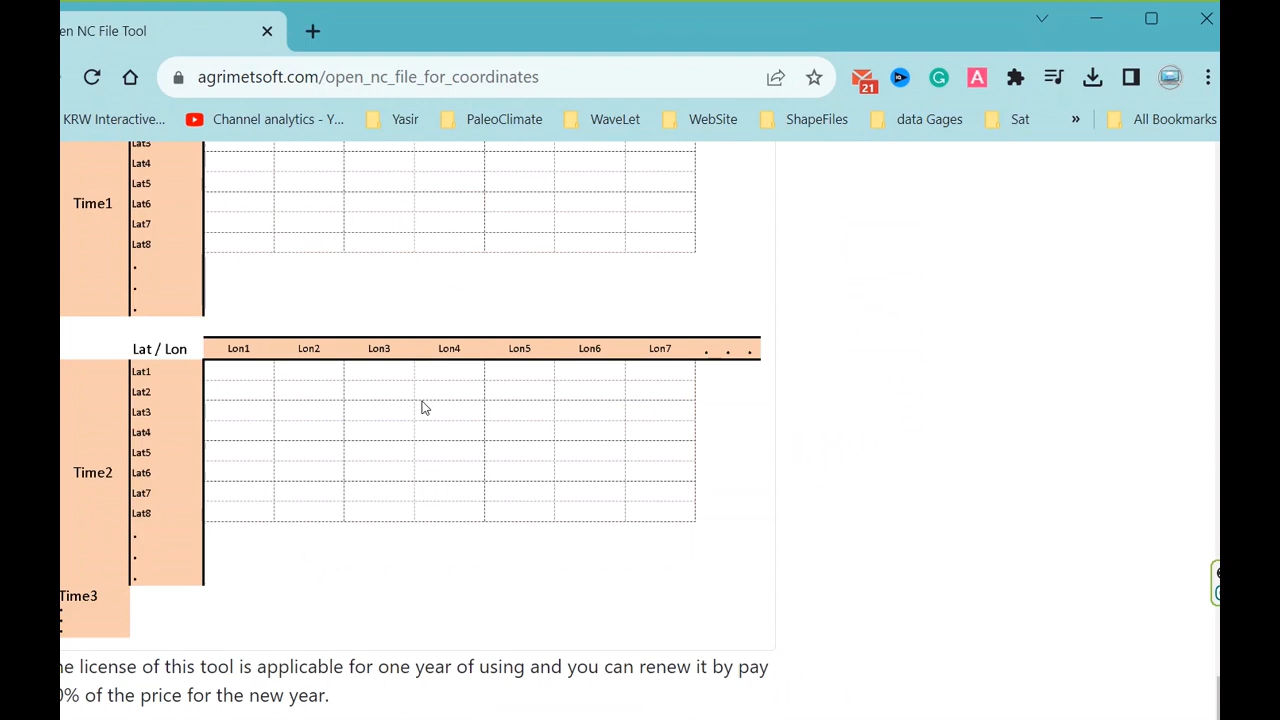 en NC File Tool
agrimetsoft.com/open_nc_file_for_coordinates
21
A
KRW Interactive... Channel analytics - Y... Yasir PaleoClimate WaveLet WebSite ShapeFiles data Gages Sat » All Bookmarks
Lat3
Lat4
Lat5
Time1 Lat6
Lat7
Lat8
.
.
.
Lat / Lon Lon1 Lon2 Lon3 Lon4 Lon5 Lon6 Lon7 . . .
Lat1
Lat2
Lat3
Lat4
Lat5
Time2 Lat6
Lat7
Lat8
.
.
.
Time3
he license of this tool is applicable for one year of using and you can renew it by pay
0% of the price for the new year.